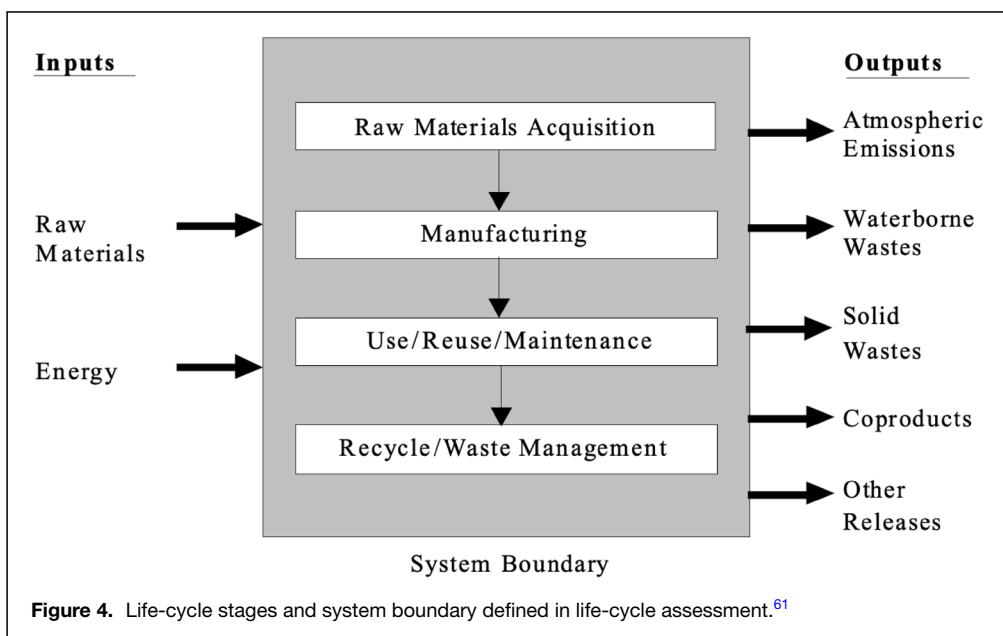 Inputs
Outputs
Raw Materials Acquisition
Manufacturing
Use/Reuse/Maintenance
Recycle/Waste Management
Raw
Materials
Energy
Atmospheric
Emissions
Waterborne
Wastes
Solid
Wastes
Coproducts
Other
Releases
System Boundary
Figure 4. Life-cycle stages and system boundary defined in life-cycle assessment.61